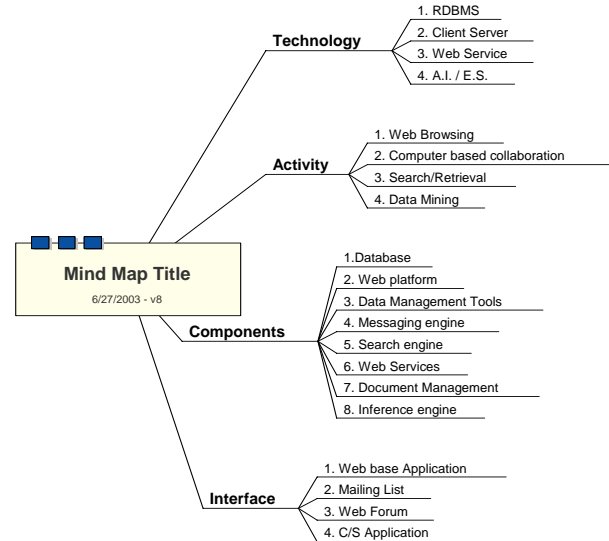 Technology
1. RDBMS
2. Client Server
3. Web Service
4. A.I. / E.S.
Activity
1. Web Browsing
2. Computer based collaboration
3. Search/Retrieval
4. Data Mining
Mind Map Title
6/27/2003 - v8
Components
1.Database
2. Web platform
3. Data Management Tools
4. Messaging engine
5. Search engine
6. Web Services
7. Document Management
8. Inference engine
Interface
1. Web base Application
2. Mailing List
3. Web Forum
4. C/S Application